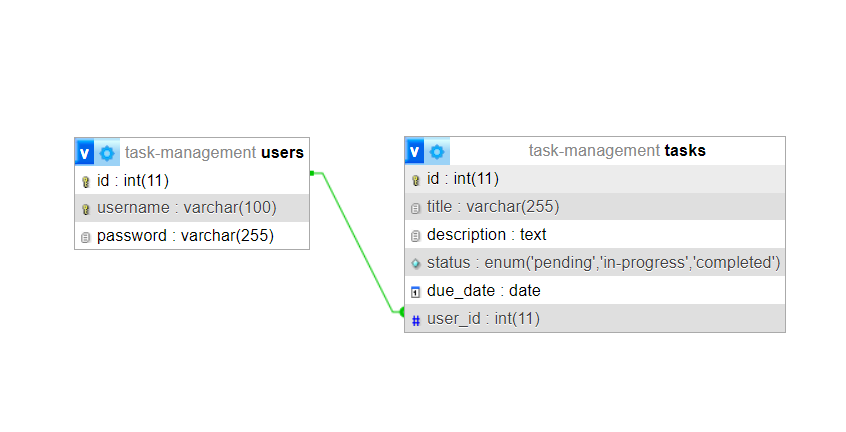 v task-management users
id : int(11)
username : varchar(100)
password : varchar(255)
v task-management tasks
id : int(11)
title : varchar(255)
description : text
status : enum('pending','in-progress','completed')
1 due_date : date
# user_id : int(11)